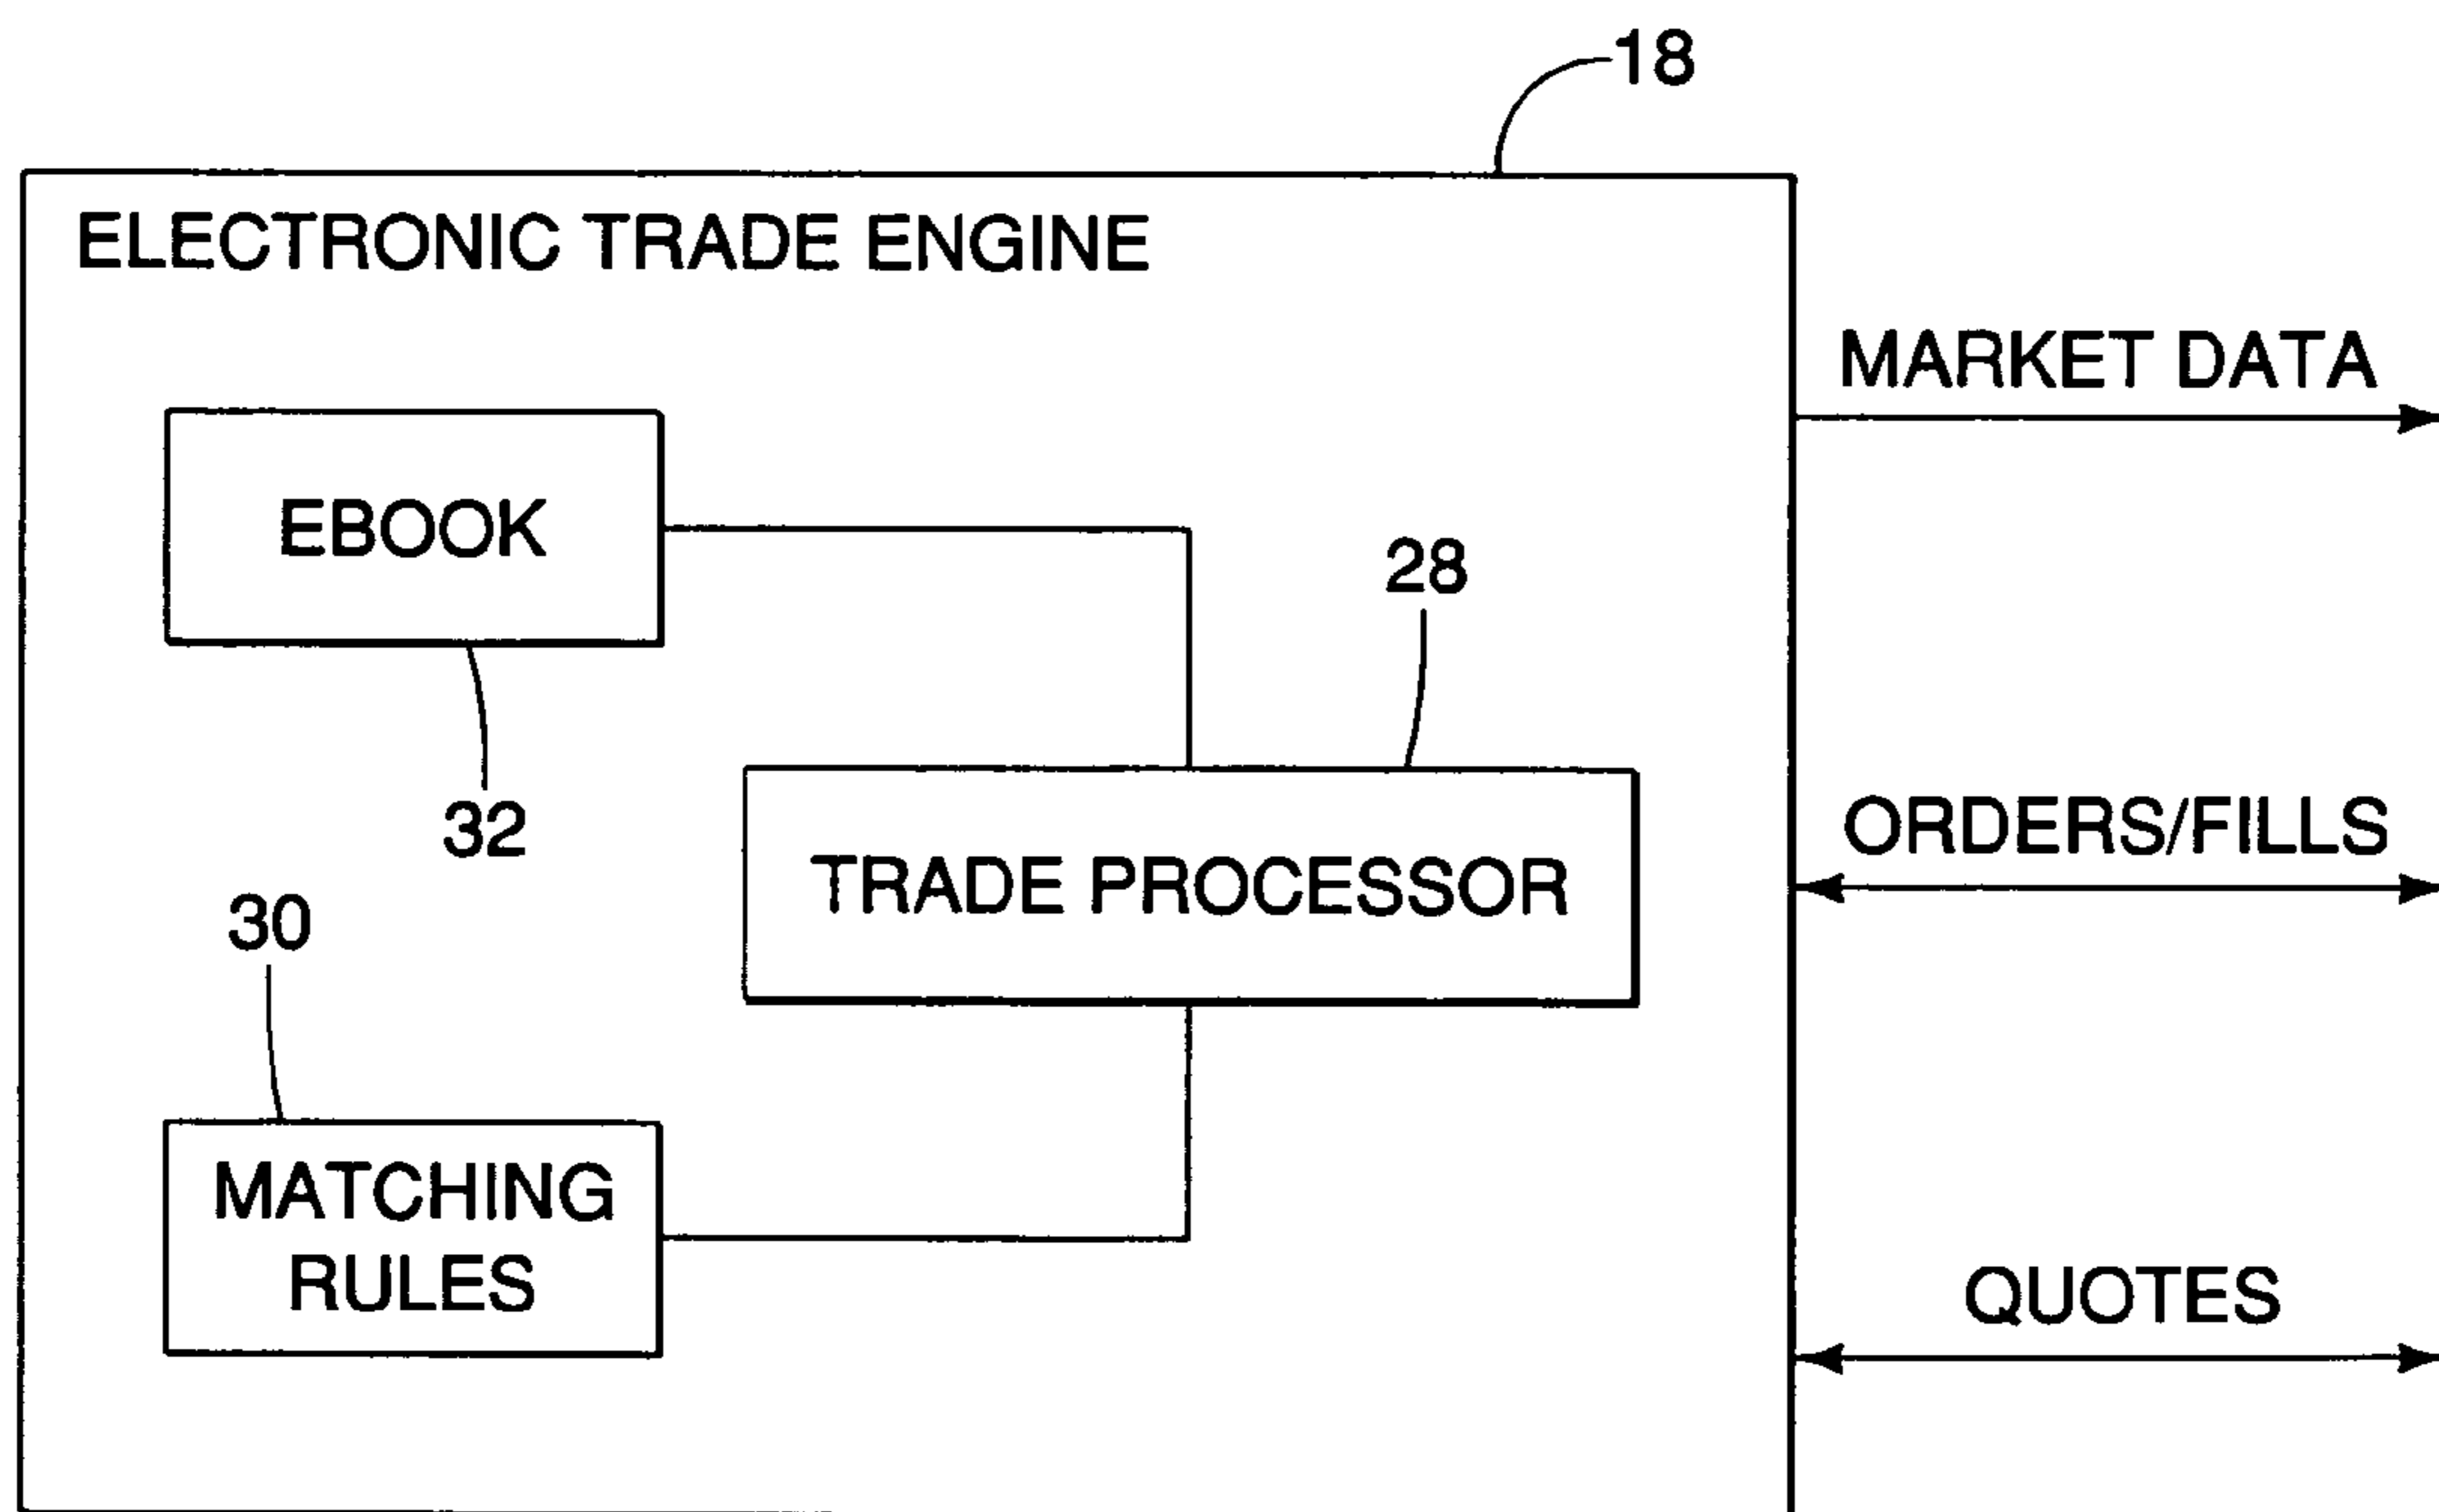 18
ELECTRONIC TRADE ENGINE
MARKET DATA
EBOOK
28
32
ORDERS/FILLS
TRADE PROCESSOR
30
MATCHING
RULES
QUOTES